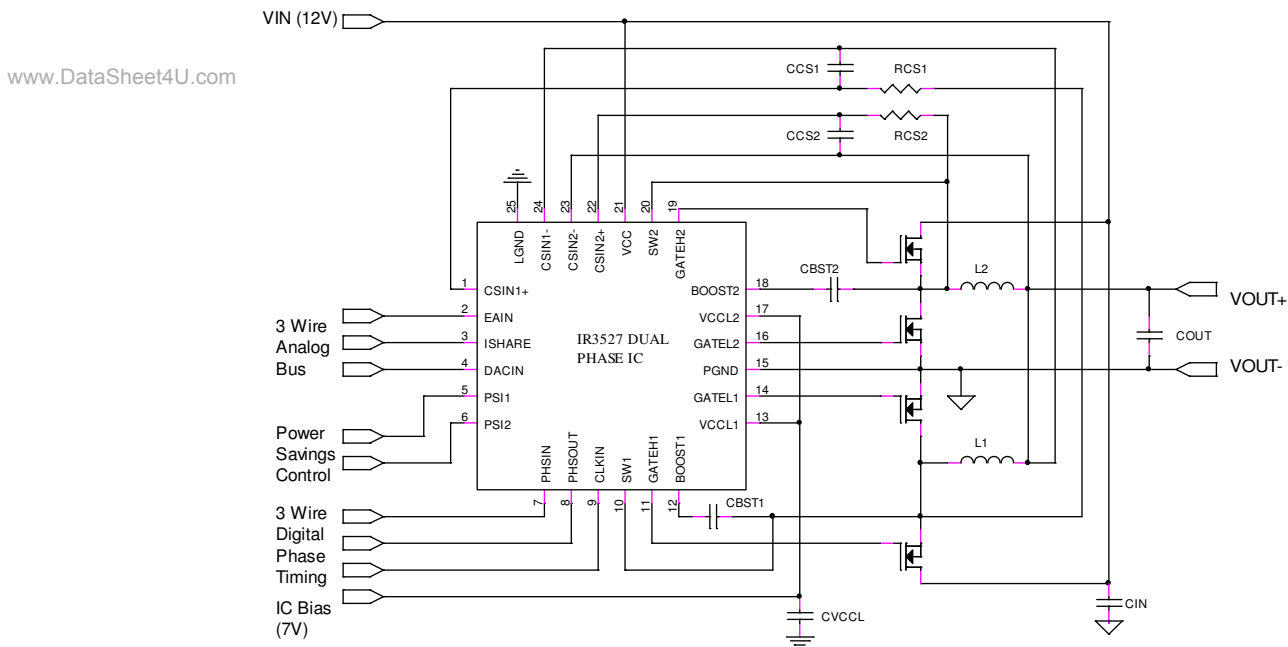 VIN (12V)
www.DataSheet4U.com
CCS1
RCS1
CCS2
RCS2
25
24
23
22
21
20
19
LGND
CSIN1-
CSIN2-
CSIN2+
VCC
SW2
GATEH2
1
CSIN1+
2
EAIN
3
ISHARE
4
DACIN
5
PSI1
6
PSI2
3 Wire
Analog
Bus
Power
Savings
Control
IR3527 DUAL
PHASE IC
BOOST2
18
VCCL2
17
GATEL2
16
PGND
15
GATEL1
14
VCCL1
13
CBST2
L2
VOUT+
COUT
VOUT-
L1
PHSIN
PHSOUT
CLKIN
SW1
GATEH1
BOOST1
7
8
9
10
11
12
CBST1
3 Wire
Digital
Phase
Timing
IC Bias
(7V)
CVCCL
CIN